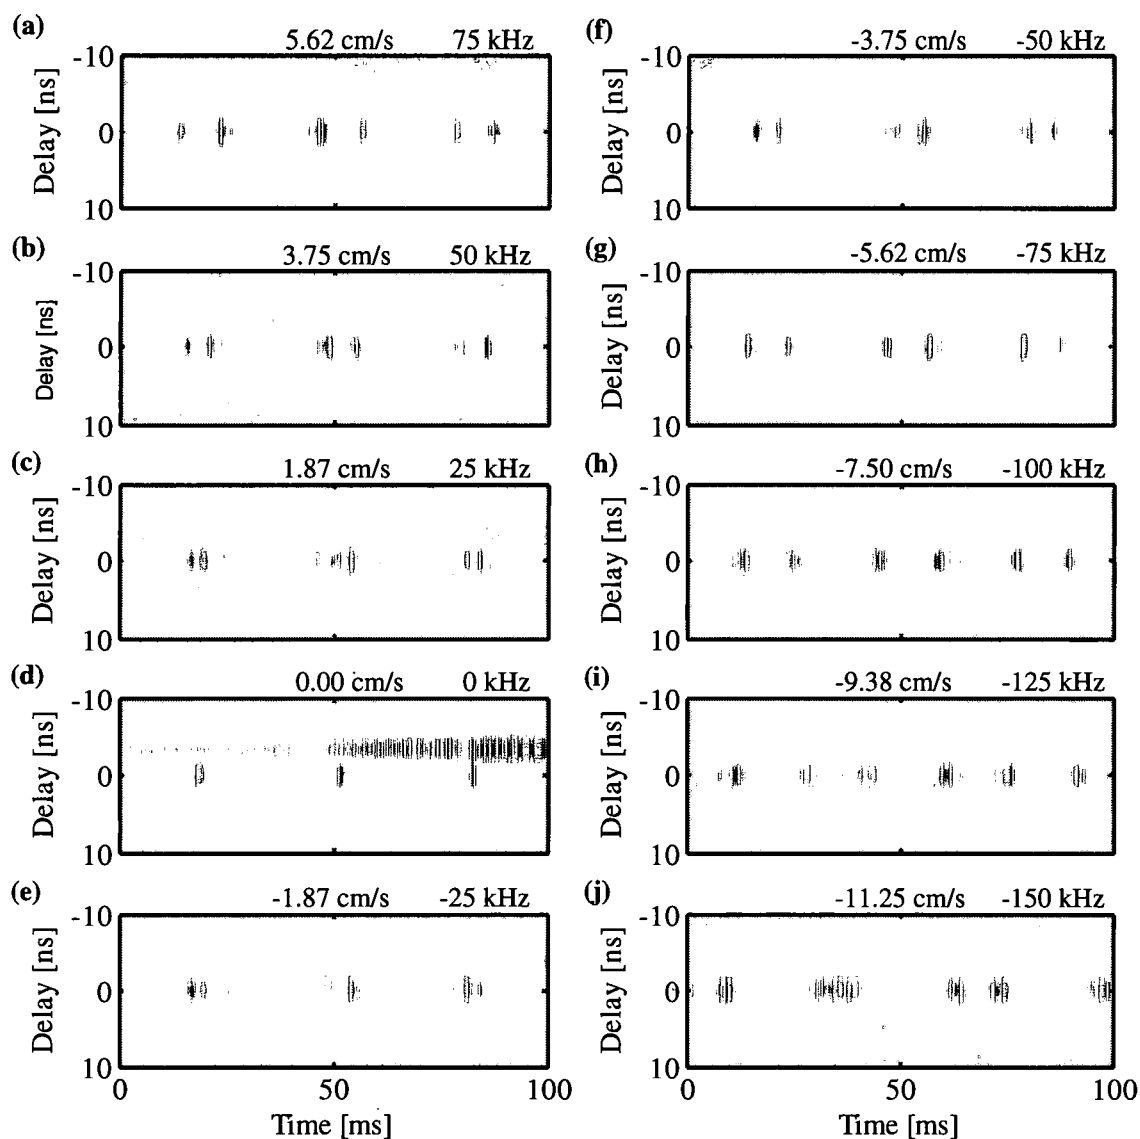 (a)
5.62 cm/s 75 kHz
-10
0
10
Delay [ns]
(b)
3.75 cm/s 50 kHz
-10
0
10
Delay [ns]
(c)
1.87 cm/s 25 kHz
-10
0
10
Delay [ns]
(d)
0.00 cm/s 0 kHz
-10
0
10
Delay [ns]
(e)
-1.87 cm/s -25 kHz
-10
0
10
Delay [ns]
0 50 100
Time [ms]
(f)
-3.75 cm/s -50 kHz
-10
0
10
Delay [ns]
(g)
-5.62 cm/s -75 kHz
-10
0
10
Delay [ns]
(h)
-7.50 cm/s -100 kHz
-10
0
10
Delay [ns]
(i)
-9.38 cm/s -125 kHz
-10
0
10
Delay [ns]
(j)
-11.25 cm/s -150 kHz
-10
0
10
Delay [ns]
0 50 100
Time [ms]